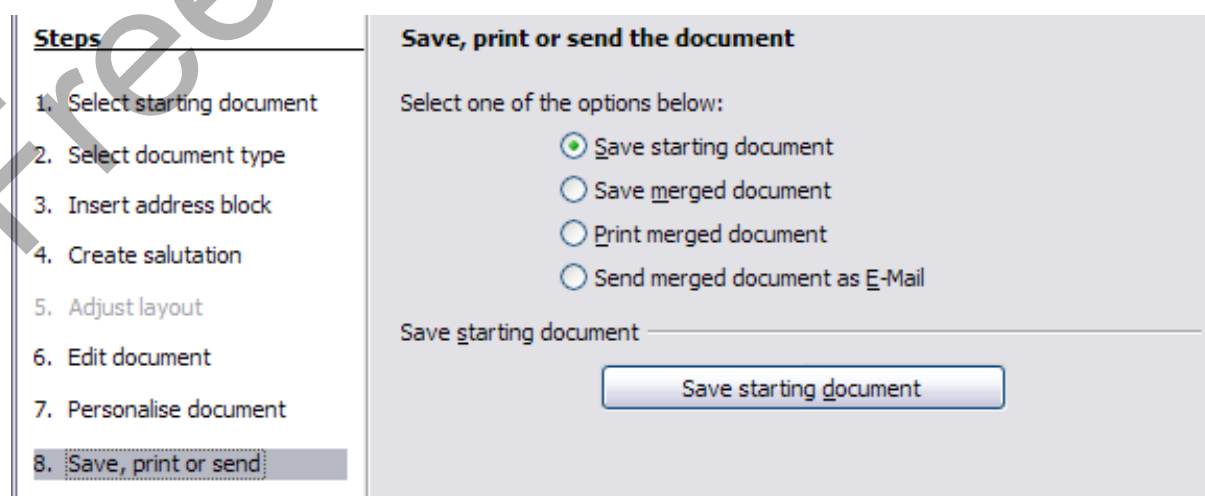 Steps
1. Select starting document
2. Select document type
3. Insert address block
4. Create salutation
5. Adjust layout
6. Edit document
7. Personalise document
8. Save, print or send
Save, print or send the document
Select one of the options below:
Save starting document
Save merged document
Print merged document
Send merged document as E-Mail
Save starting document
Save starting document
Free